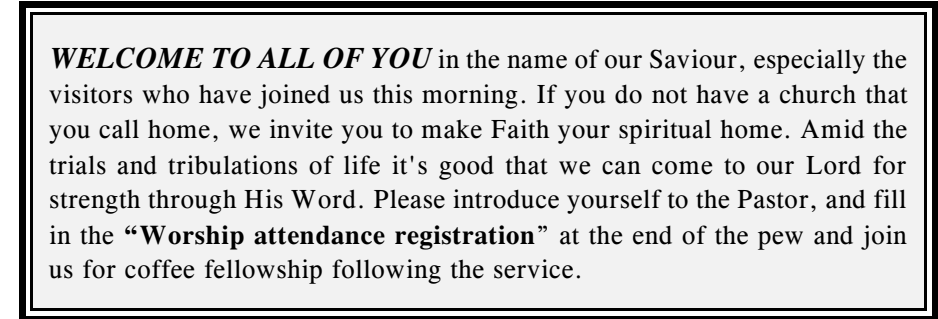 WELCOME TO ALL OF YOU in the name of our Saviour, especially the
visitors who have joined us this morning. If you do not have a church that
you call home, we invite you to make Faith your spiritual home. Amid the
trials and tribulations of life it's good that we can come to our Lord for
strength through His Word. Please introduce yourself to the Pastor, and fill
in the “Worship attendance registration” at the end of the pew and join
us for coffee fellowship following the service.